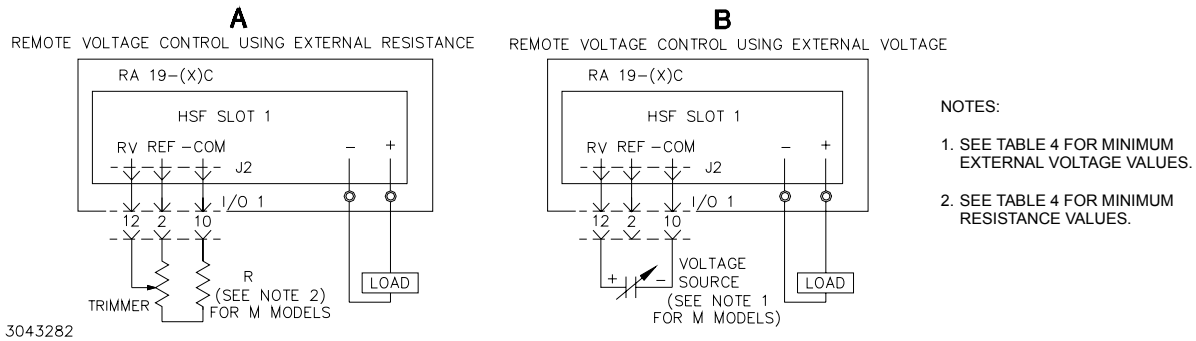 A
REMOTE VOLTAGE CONTROL USING EXTERNAL RESISTANCE
RA 19-(X)C
HSF SLOT 1
RV REF -COM - +
J2
I/O 1
12 2 10
TRIMMER
R
(SEE NOTE 2)
FOR M MODELS
LOAD
3043282
B
REMOTE VOLTAGE CONTROL USING EXTERNAL VOLTAGE
RA 19-(X)C
HSF SLOT 1
RV REF -COM - +
J2
I/O 1
12 2 10
+ -
VOLTAGE
SOURCE
(SEE NOTE 1
FOR M MODELS)
LOAD
NOTES:
1. SEE TABLE 4 FOR MINIMUM
EXTERNAL VOLTAGE VALUES.
2. SEE TABLE 4 FOR MINIMUM
RESISTANCE VALUES.